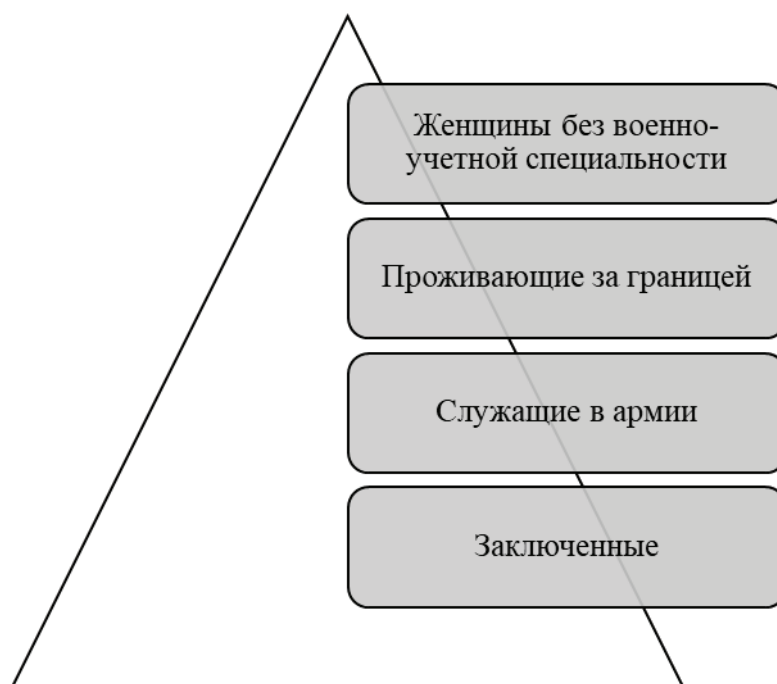 Женщины без военно-
учетной специальности
Проживающие за границей
Служащие в армии
Заключенные